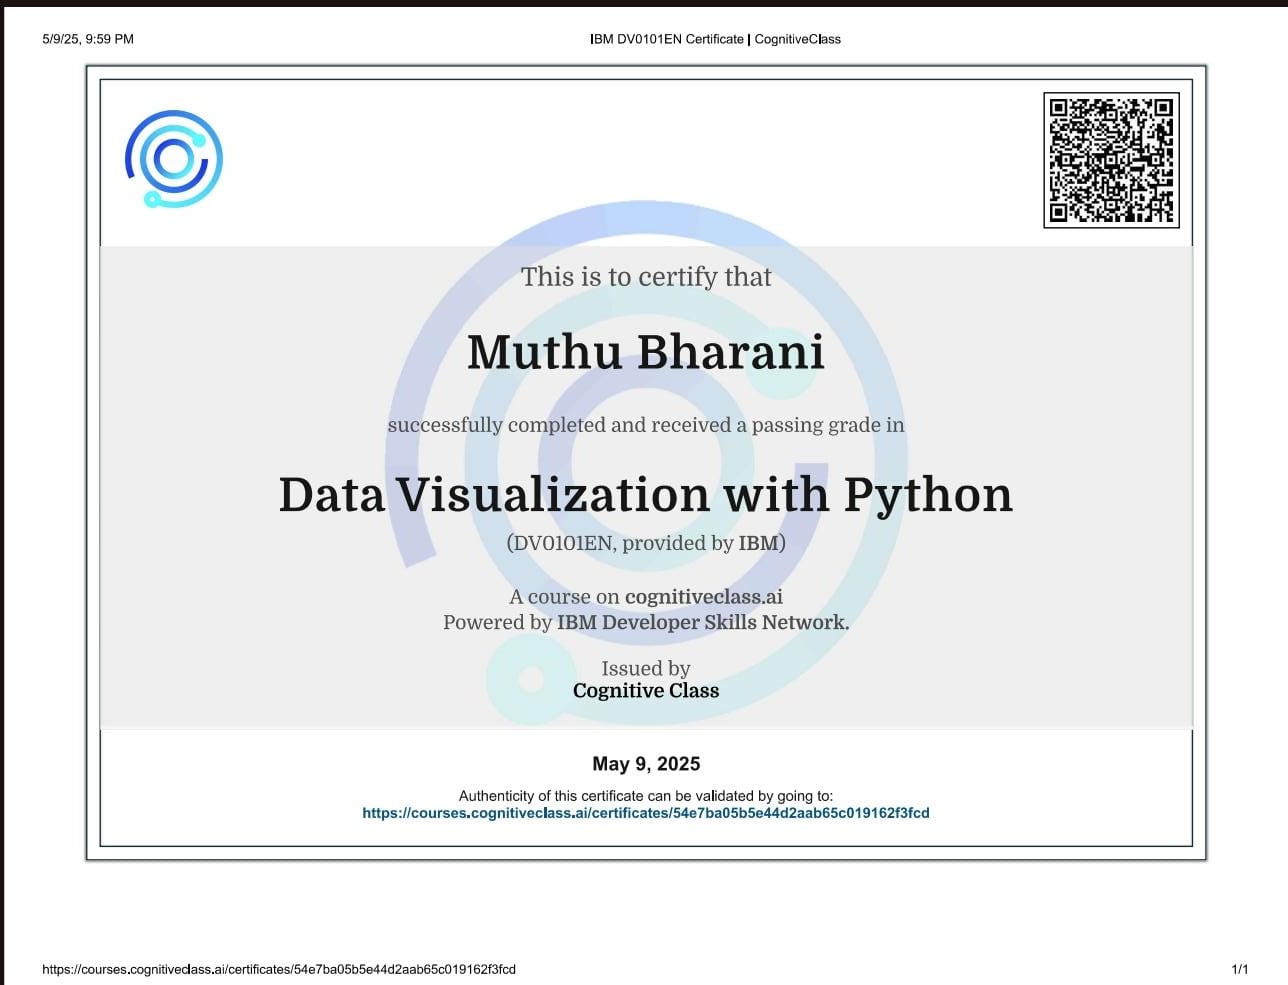 5/9/25, 9:59 PM
IBM DV0101EN Certificate | CognitiveClass
This is to certify that
Muthu Bharani
successfully completed and received a passing grade in
Data Visualization with Python
(DV0101EN, provided by IBM)
A course on cognitiveclass.ai
Powered by IBM Developer Skills Network.
Issued by
Cognitive Class
May 9, 2025
Authenticity of this certificate can be validated by going to:
https://courses.cognitiveclass.ai/certificates/54e7ba05b5e44d2aab65c019162f3fcd
https://courses.cognitiveclass.ai/certificates/54e7ba05b5e44d2aab65c019162f3fcd
1/1